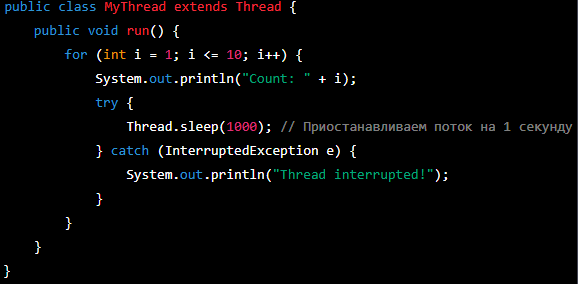 public class MyThread extends Thread {
    public void run() {
        for (int i = 1; i <= 10; i++) {
            System.out.println("Count: " + i);
            try {
                Thread.sleep(1000); // Приостанавливаем поток на 1 секунду
            } catch (InterruptedException e) {
                System.out.println("Thread interrupted!");
            }
        }
    }
}